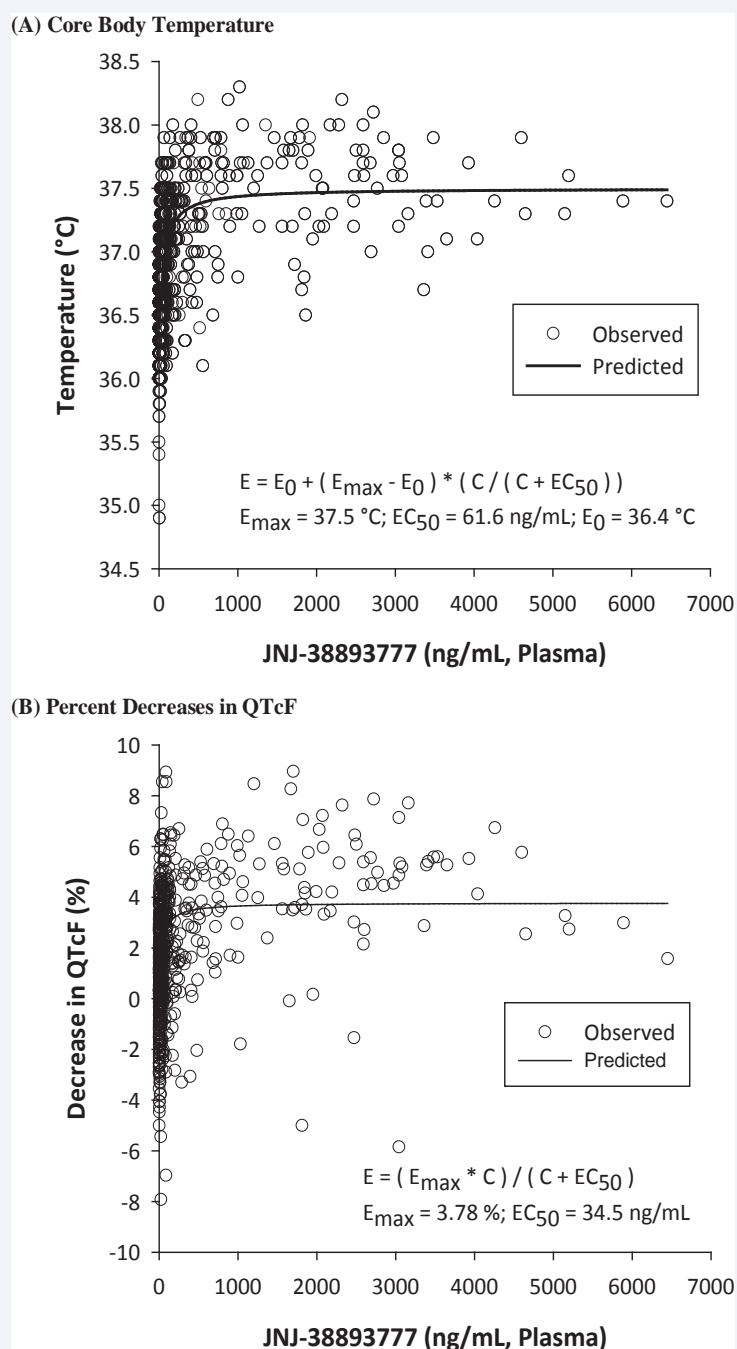 (A) Core Body Temperature
38.5
38.0
37.5
37.0
36.5
36.0
35.5
35.0
34.5
Temperature (°C)
Observed
Predicted
E = E0 + ( Emax - E0 ) * ( C / ( C + EC50 ))
Emax = 37.5 °C; EC50 = 61.6 ng/mL; E0 = 36.4 °C
0 1000 2000 3000 4000 5000 6000 7000
JNJ-38893777 (ng/mL, Plasma)
(B) Percent Decreases in QTcF
10
8
6
4
2
0
-2
-4
-6
-8
-10
Decrease in QTcF (%)
Observed
Predicted
E = ( Emax * C ) / ( C + EC50 )
Emax = 3.78 %; EC50 = 34.5 ng/mL
0 1000 2000 3000 4000 5000 6000 7000
JNJ-38893777 (ng/mL, Plasma)